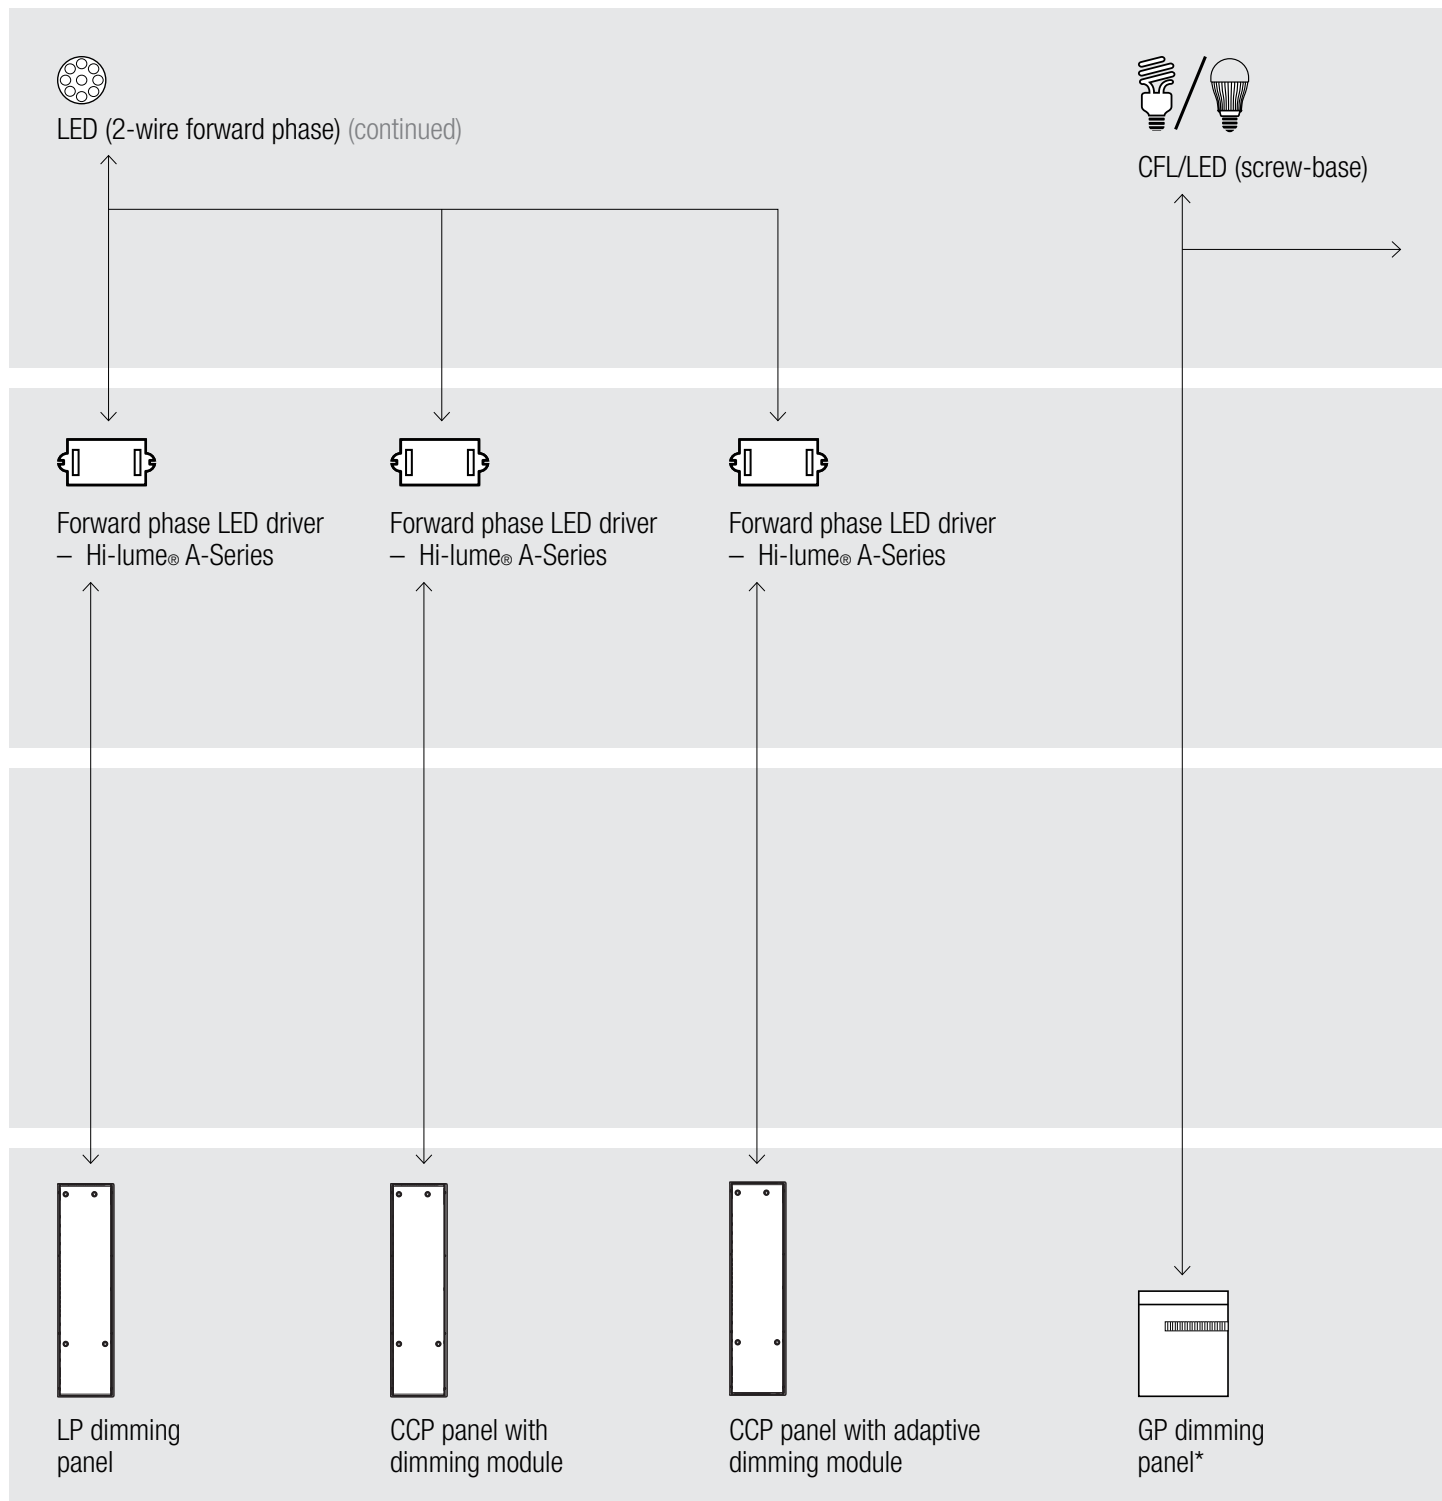 LED (2-wire forward phase) (continued)
CFL/LED (screw-base)
Forward phase LED driver
– Hi-lume® A-Series
Forward phase LED driver
– Hi-lume® A-Series
Forward phase LED driver
– Hi-lume® A-Series
LP dimming
panel
CCP panel with
dimming module
CCP panel with adaptive
dimming module
GP dimming
panel*